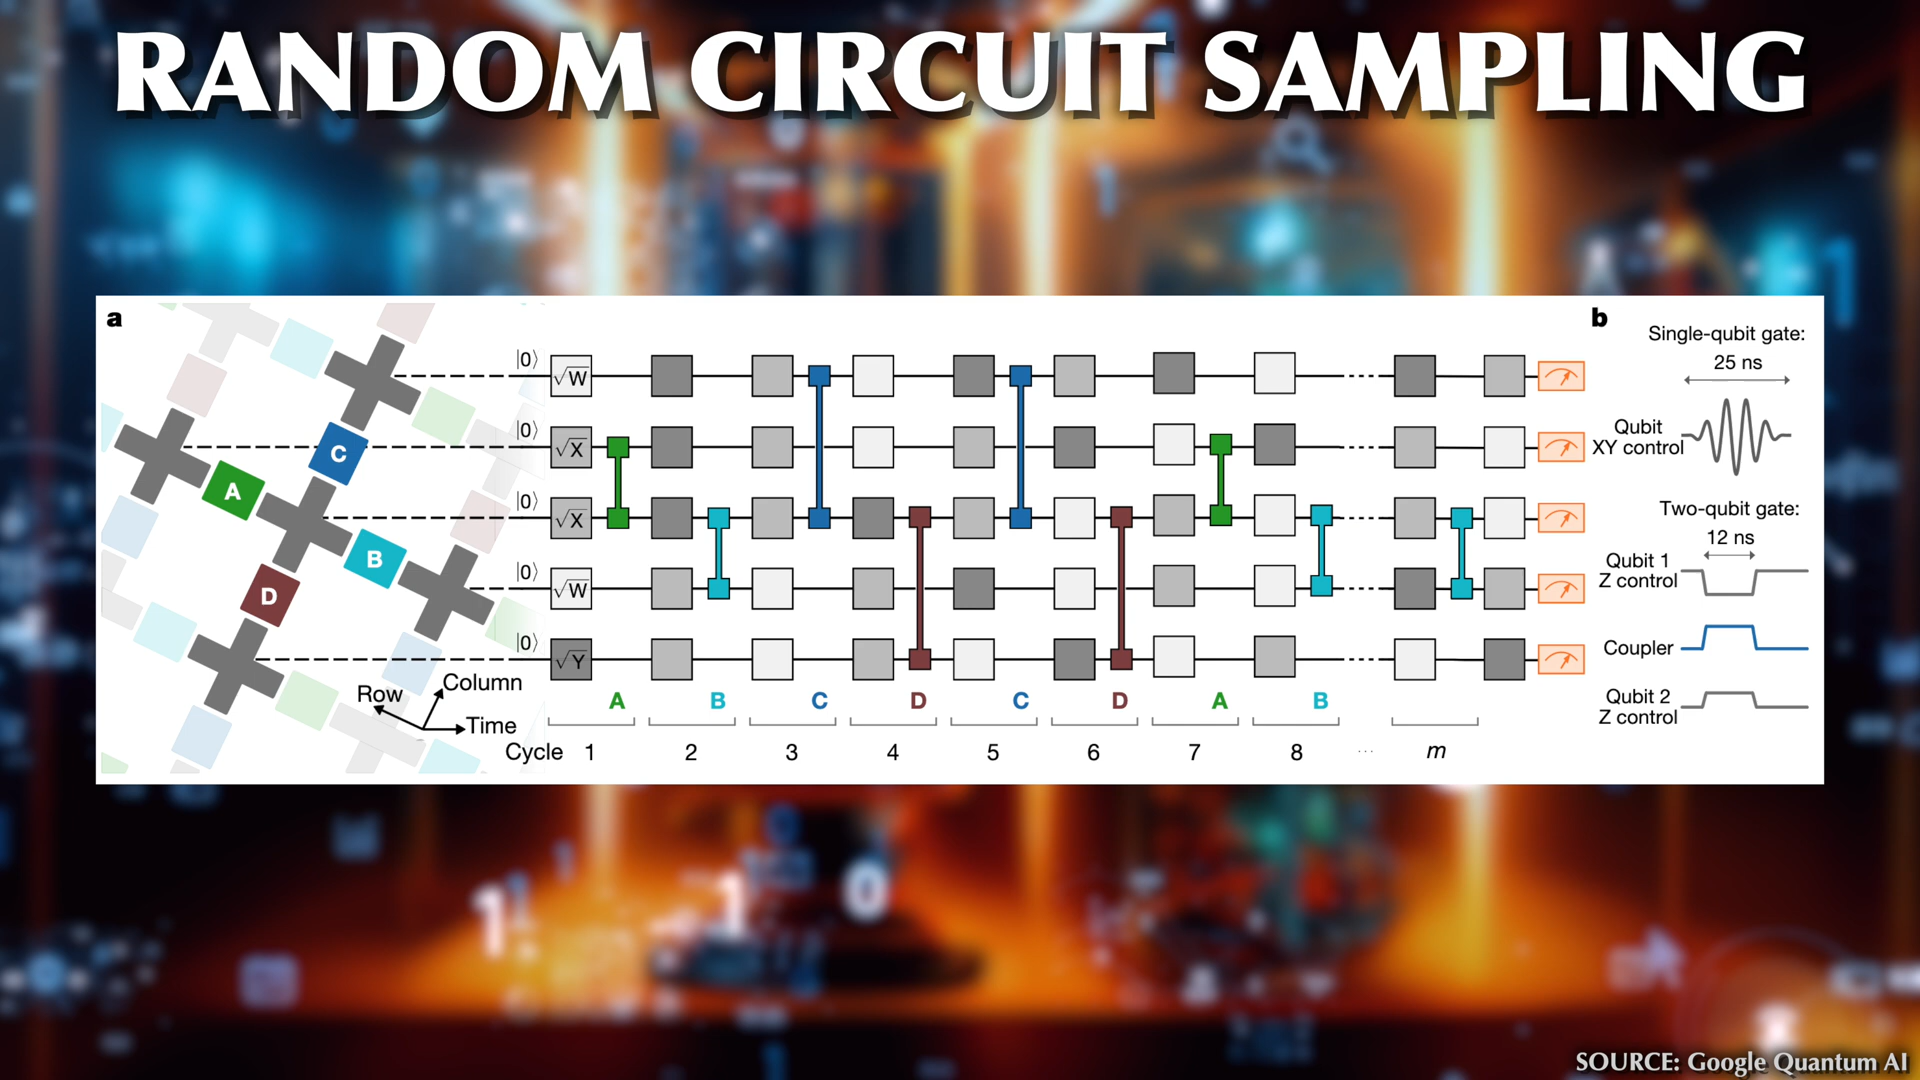 RANDOM CIRCUIT SAMPLING
a
b
Single-qubit gate:
25 ns
Qubit
XY control
Two-qubit gate:
12 ns
Qubit 1
Z control
Coupler
Qubit 2
Z control
|0⟩ √W
|0⟩ √X
|0⟩ √X
|0⟩ √W
|0⟩ √Y
C
A
B
D
Row
Column
Time
A B C D C D A B
Cycle 1 2 3 4 5 6 7 8 ... m
SOURCE: Google Quantum AI